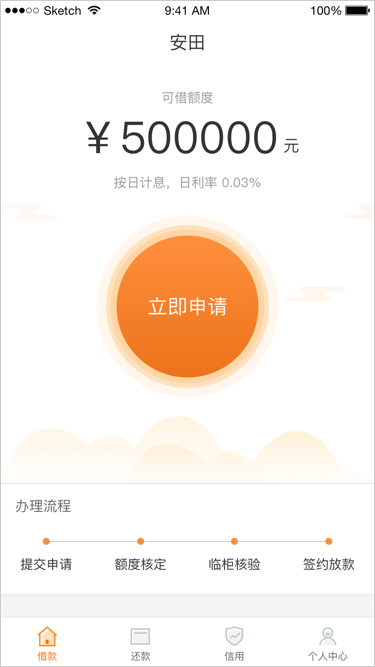 Sketch 9:41 AM 100%
安田
可借额度
￥500000 元
按日计息，日利率 0.03%
立即申请
办理流程
提交申请 额度核定 临柜核验 签约放款
借款 还款 信用 个人中心